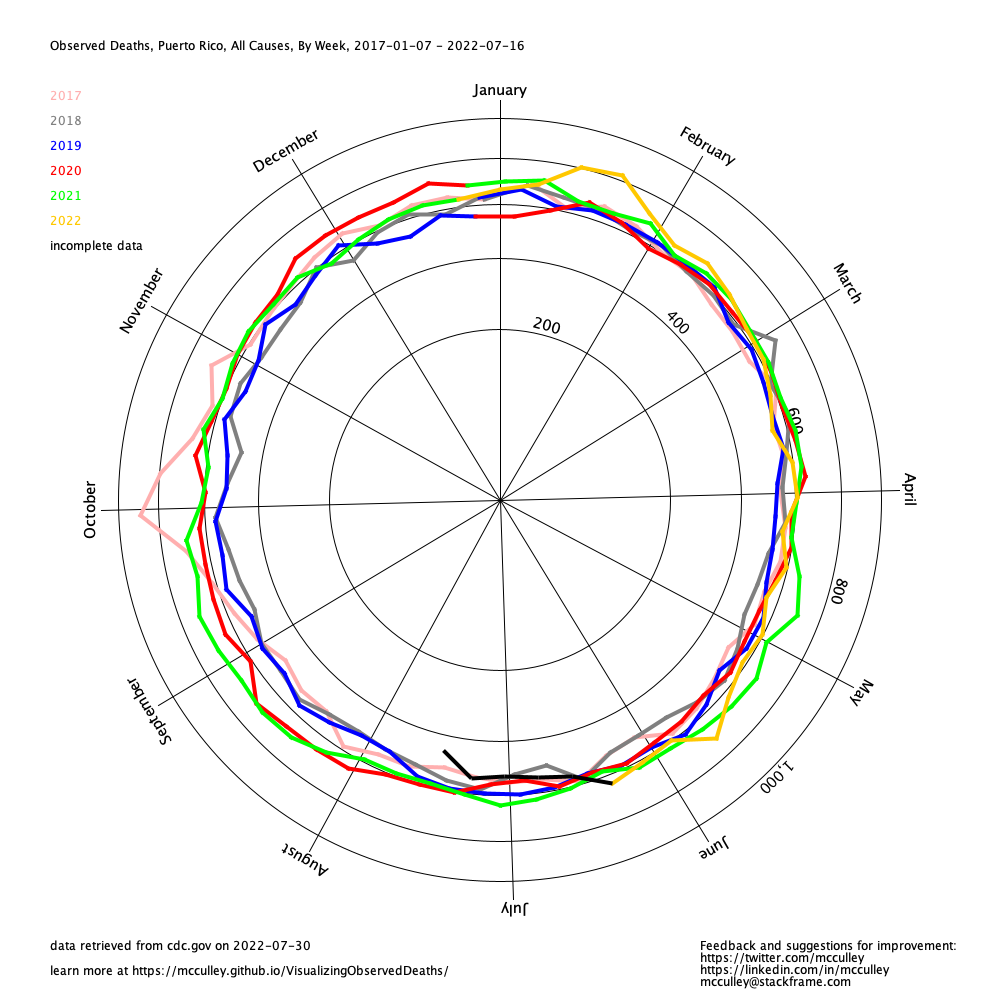 Observed Deaths, Puerto Rico, All Causes, By Week, 2017-01-07 - 2022-07-16
2017
2018
2019
2020
2021
2022
incomplete data
January
February
March
April
May
June
July
August
September
October
November
December
200
400
600
800
1,000
data retrieved from cdc.gov on 2022-07-30
learn more at https://mcculley.github.io/VisualizingObservedDeaths/
Feedback and suggestions for improvement:
https://twitter.com/mcculley
https://linkedin.com/in/mcculley
mcculley@stackframe.com